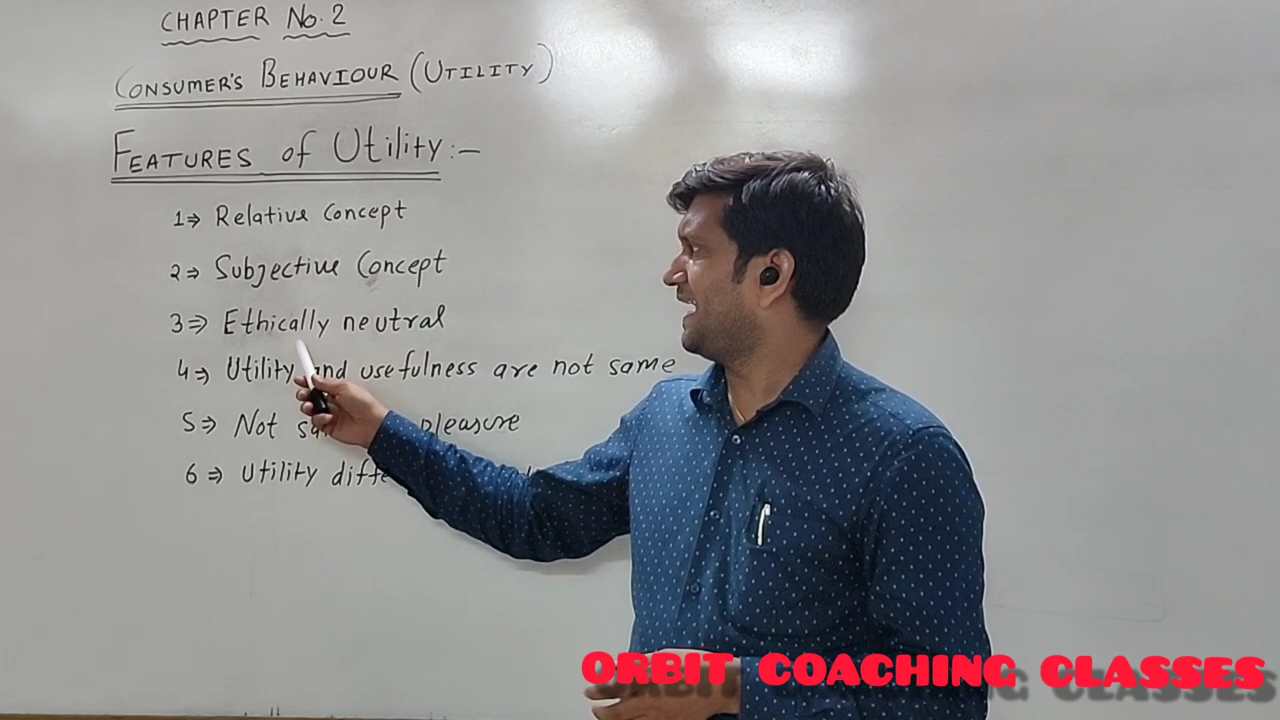 CHAPTER No. 2
CONSUMER'S BEHAVIOUR (UTILITY)
FEATURES of Utility :-
1⇒ Relative Concept
2⇒ Subjective Concept
3⇒ Ethically neutral
4⇒ Utility and usefulness are not same
5⇒ Not pleasure
6⇒ Utility
ORBIT COACHING CLASSES